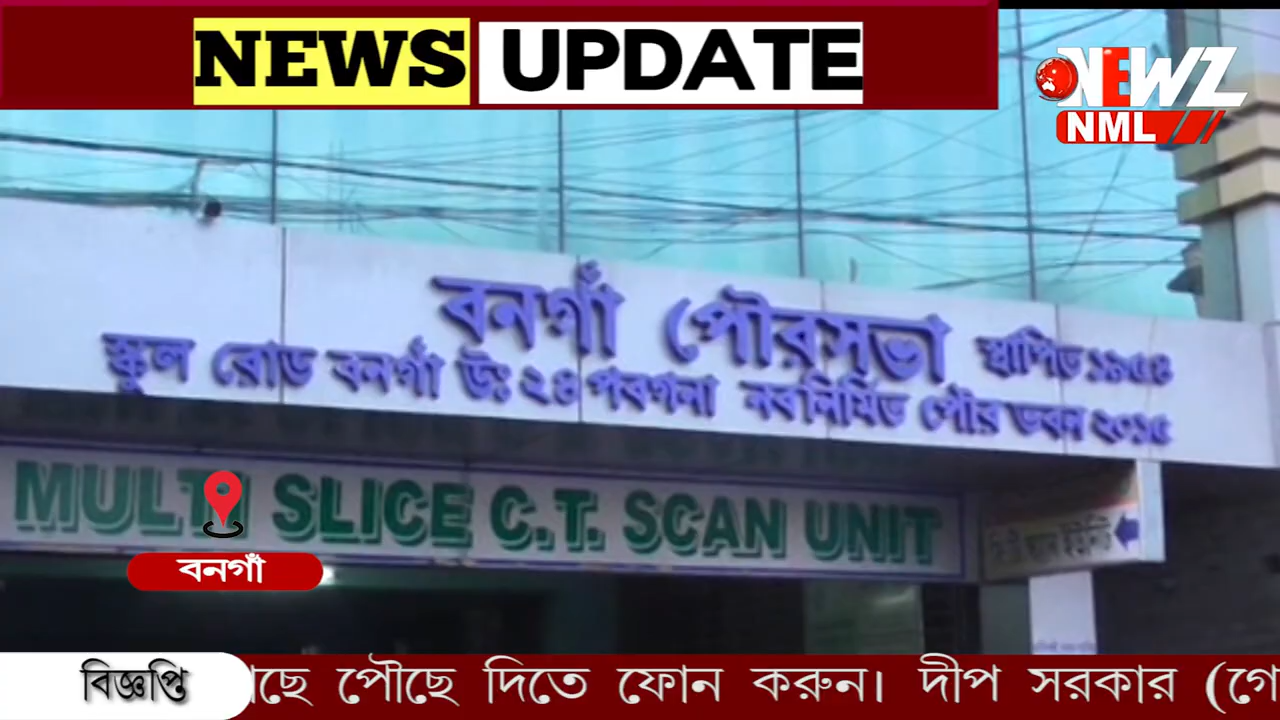 NEWS UPDATE
NEWZ
NML
বনগাঁ পৌরসভা স্থাপিত ১৯৫৪
স্কুল রোড বনগাঁ উঃ ২৪ পরগনা নবনির্মিত পৌর ভবন ২০১৫
MULTI SLICE C.T. SCAN UNIT
বনগাঁ
বিজ্ঞপ্তি
ছে পৌছে দিতে ফোন করুন। দীপ সরকার (গো